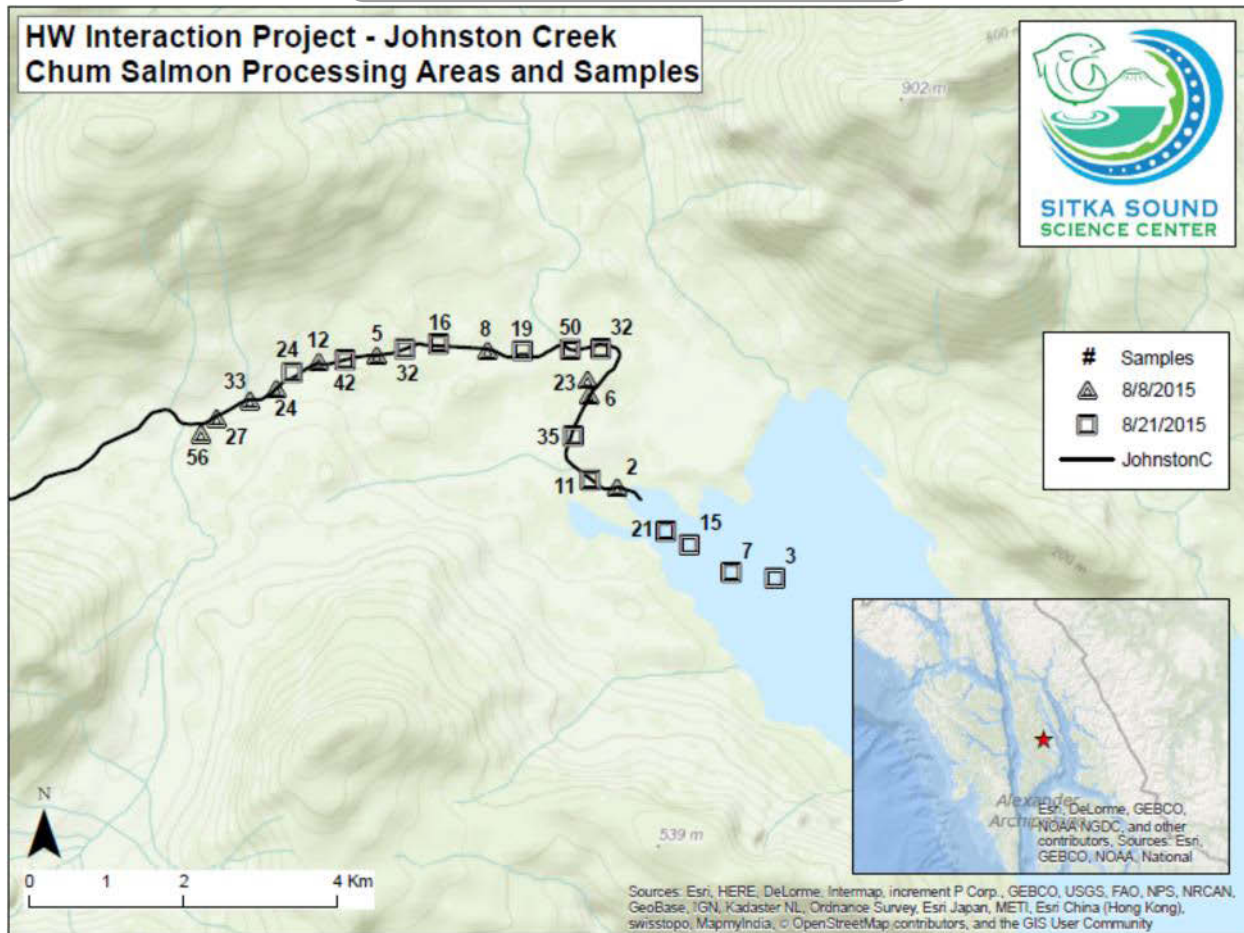 HW Interaction Project - Johnston Creek
Chum Salmon Processing Areas and Samples
600 m
902 m
SITKA SOUND
SCIENCE CENTER
# Samples
8/8/2015
8/21/2015
JohnstonC
16
8
19
50
32
12
5
24
42
32
33
24
23
6
27
56
35
11
2
21
15
7
3
200 m
539 m
N
0 1 2 4 Km
Alexander
Esri, DeLorme, GEBCO,
NOAA NGDC, and other
contributors, Sources: Esri,
GEBCO, NOAA, National
Sources: Esri, HERE, DeLorme, Intermap, increment P Corp., GEBCO, USGS, FAO, NPS, NRCAN,
GeoBase, IGN, Kadaster NL, Ordnance Survey, Esri Japan, METI, Esri China (Hong Kong),
swisstopo, MapmyIndia, © OpenStreetMap contributors, and the GIS User Community